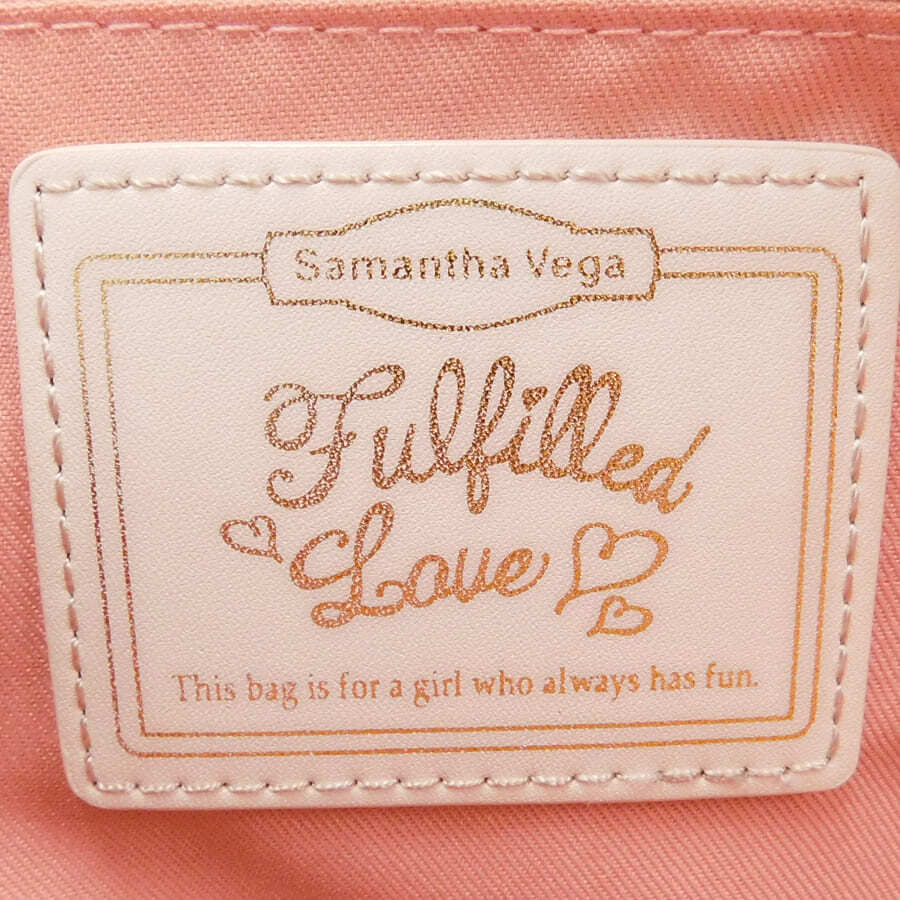 Samantha Vega
Fulfilled
Love
This bag is for a girl who always has fun.